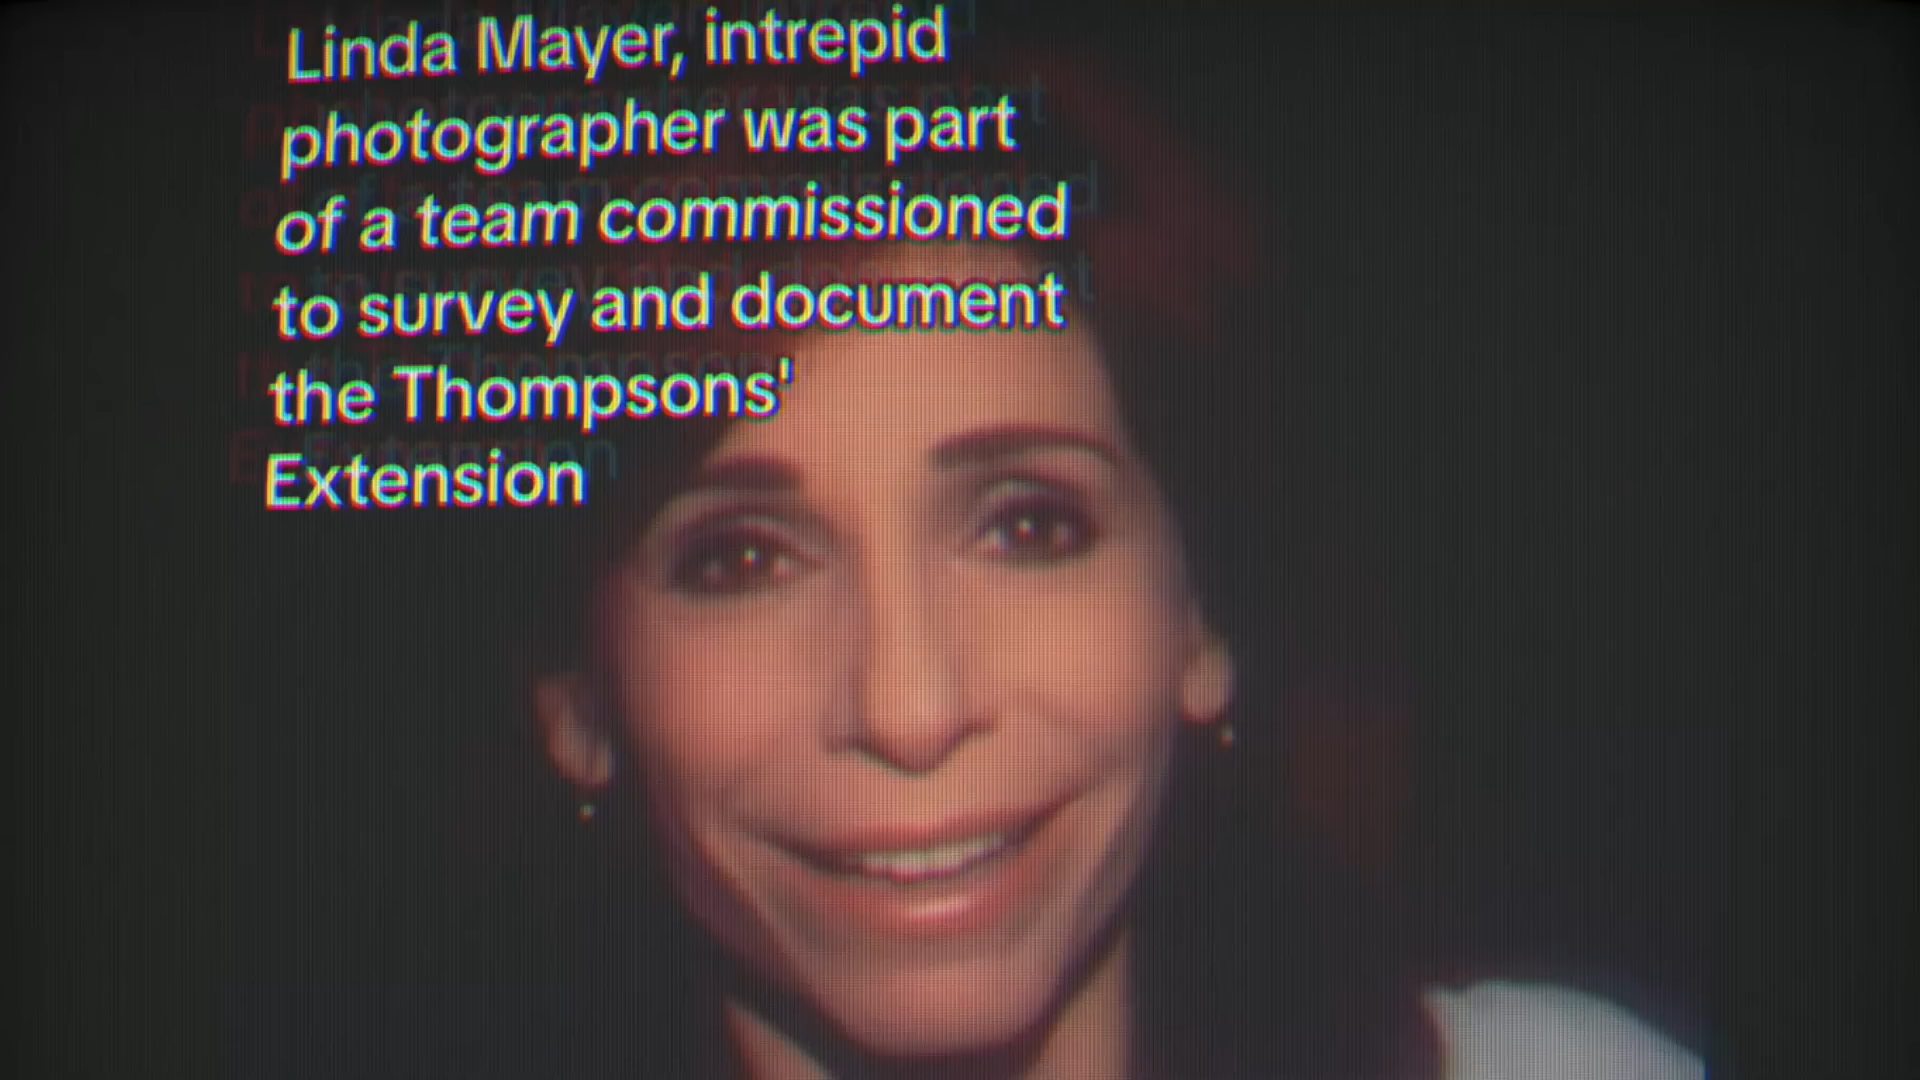 Linda Mayer, intrepid
photographer was part
of a team commissioned
to survey and document
the Thompsons'
Extension